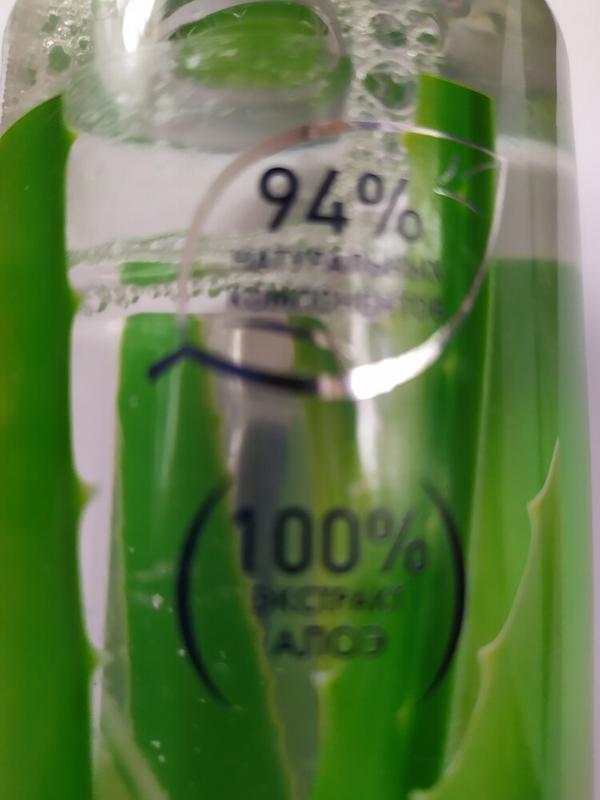 94%
НАТУРАЛЬНЫХ
КОМПОНЕНТОВ
100%
ЭКСТРАКТ
АЛОЭ